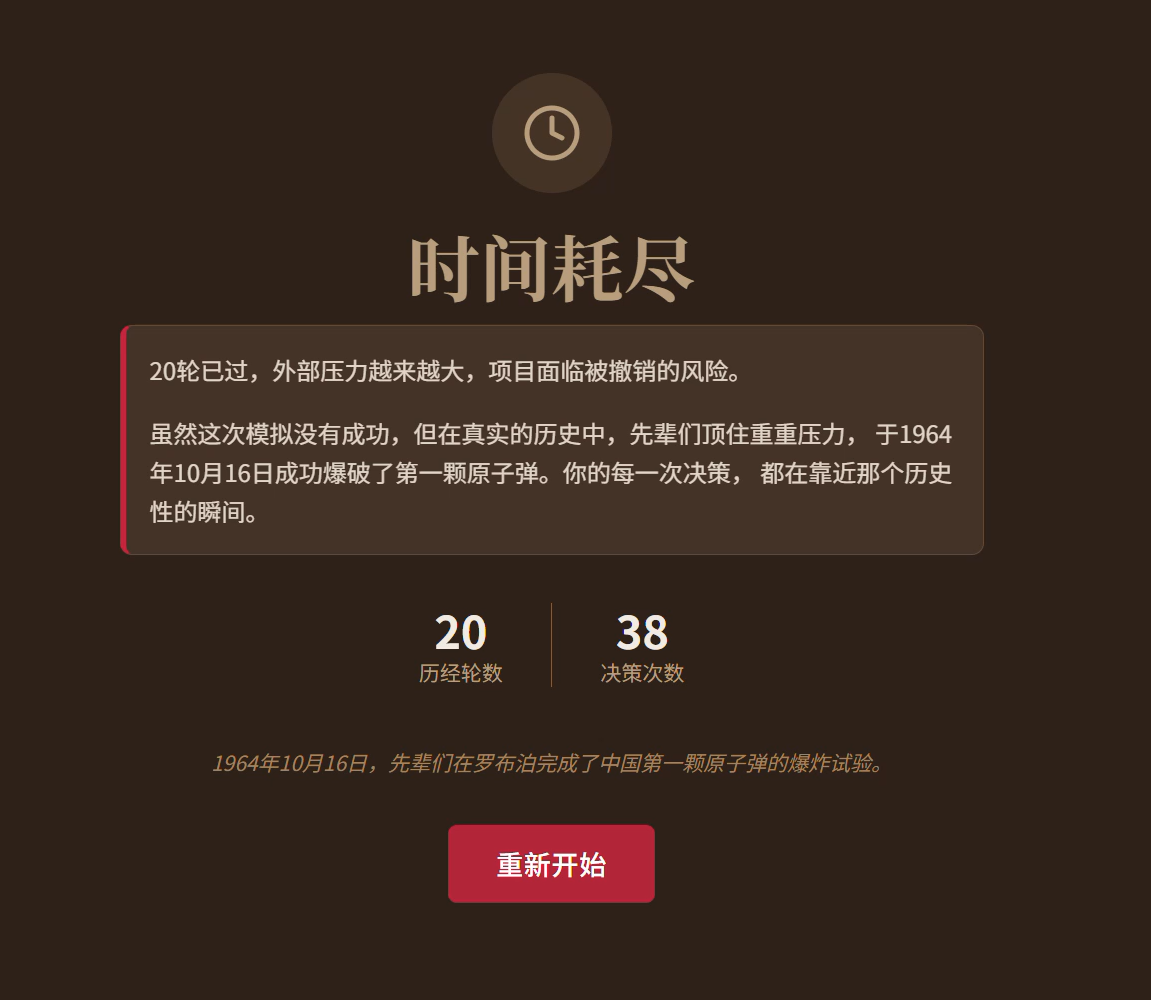 时间耗尽
20轮已过，外部压力越来越大，项目面临被撤销的风险。
虽然这次模拟没有成功，但在真实的历史中，先辈们顶住重重压力， 于1964
年10月16日成功爆破了第一颗原子弹。你的每一次决策， 都在靠近那个历史
性的瞬间。
20 38
历经轮数 决策次数
1964年10月16日，先辈们在罗布泊完成了中国第一颗原子弹的爆炸试验。
重新开始